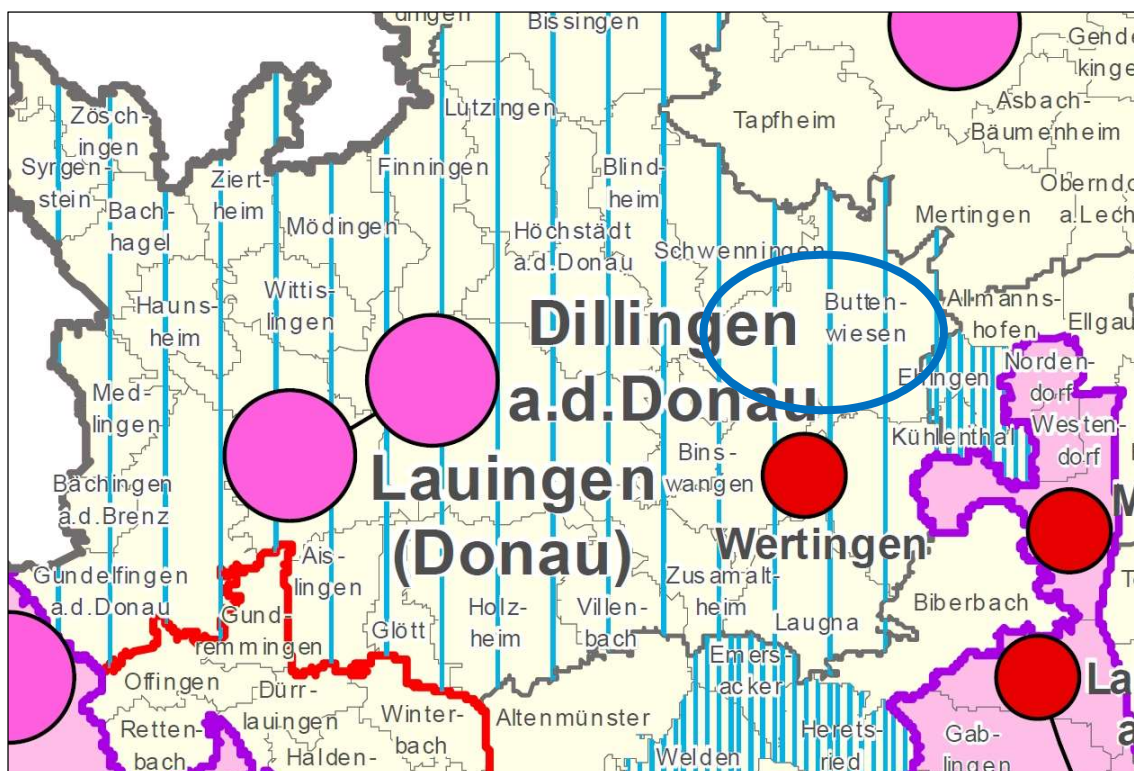 Bissingen
Gende
kingen
Zösch-
ingen
Lutzingen
Asbach-
Bäumenheim
Tapfheim
Syrgen-
stein
Ziert-
heim
Finningen
Blind-
heim
Oberndo
a.Lech
Bach-
hagel
Mödingen
Höchstädt
a.d.Donau
Schwenningen
Mertingen
Hauns-
heim
Wittis-
lingen
Dillingen
a.d.Donau
Butten-
wiesen
Allmanns-
hofen
Ellgau
Ehingen
Norden-
dorf
Med-
lingen
Lauingen
(Donau)
Bins-
wangen
Kühlenthal
Westen-
dorf
Bächingen
a.d.Brenz
Wertingen
M
Gundelfingen
a.d.Donau
Ais-
lingen
Zusamalt-
heim
Biberbach
Gund-
remmingen
Glött
Holz-
heim
Villen-
bach
Laugna
Offingen
Dürr-
lauingen
Emers-
acker
La
a
Retten-
bach
Winter-
bach
Altenmünster
Herets-
ried
Gab-
lingen
Halden-
Welden